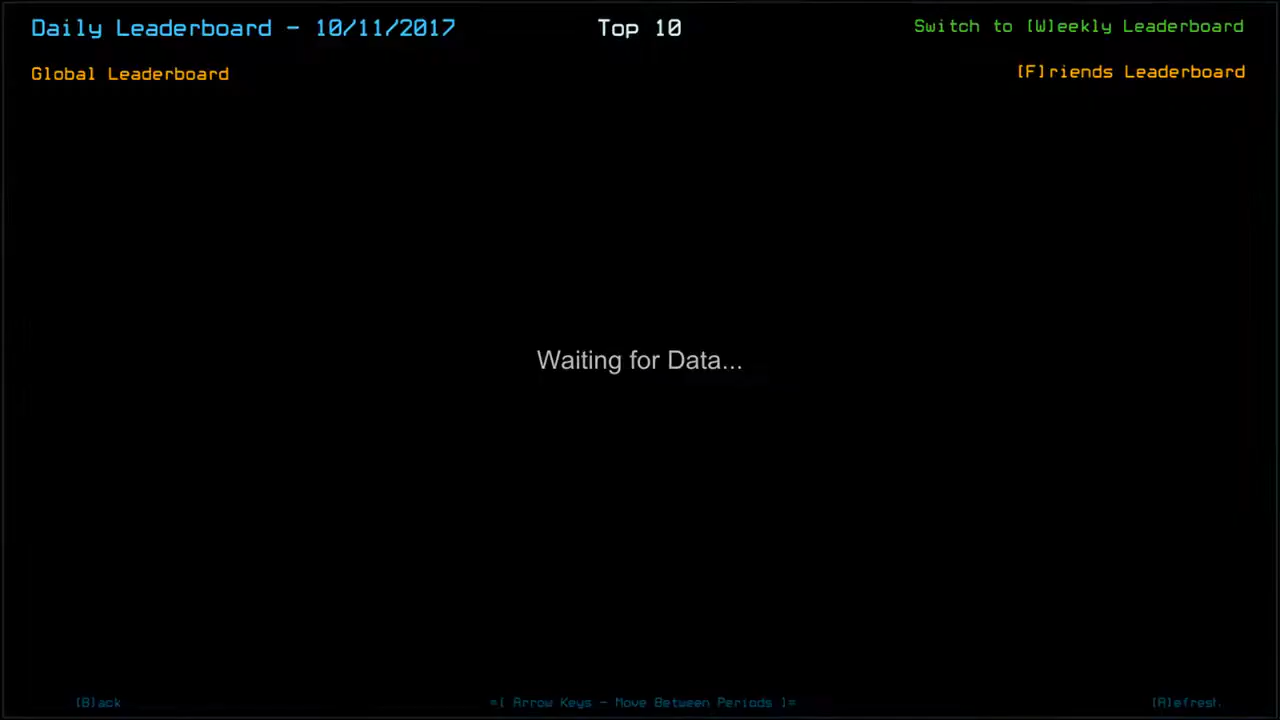 Daily Leaderboard - 10/11/2017
Top 10
Switch to [W]eekly Leaderboard
Global Leaderboard
[F]riends Leaderboard
Waiting for Data...
[B]ack
=[ Arrow Keys - Move Between Periods ]=
[R]efresh